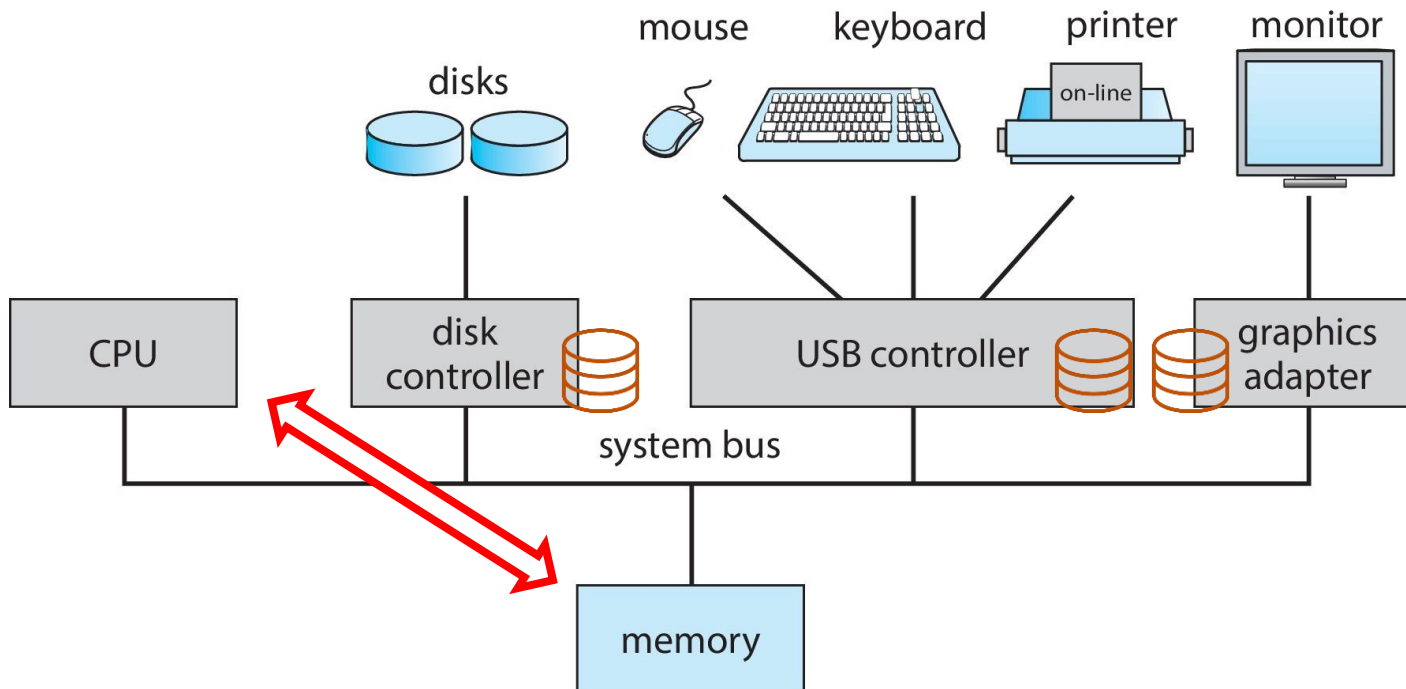 mouse
keyboard
printer
monitor
disks
on-line
CPU
disk
controller
USB controller
graphics
adapter
system bus
memory